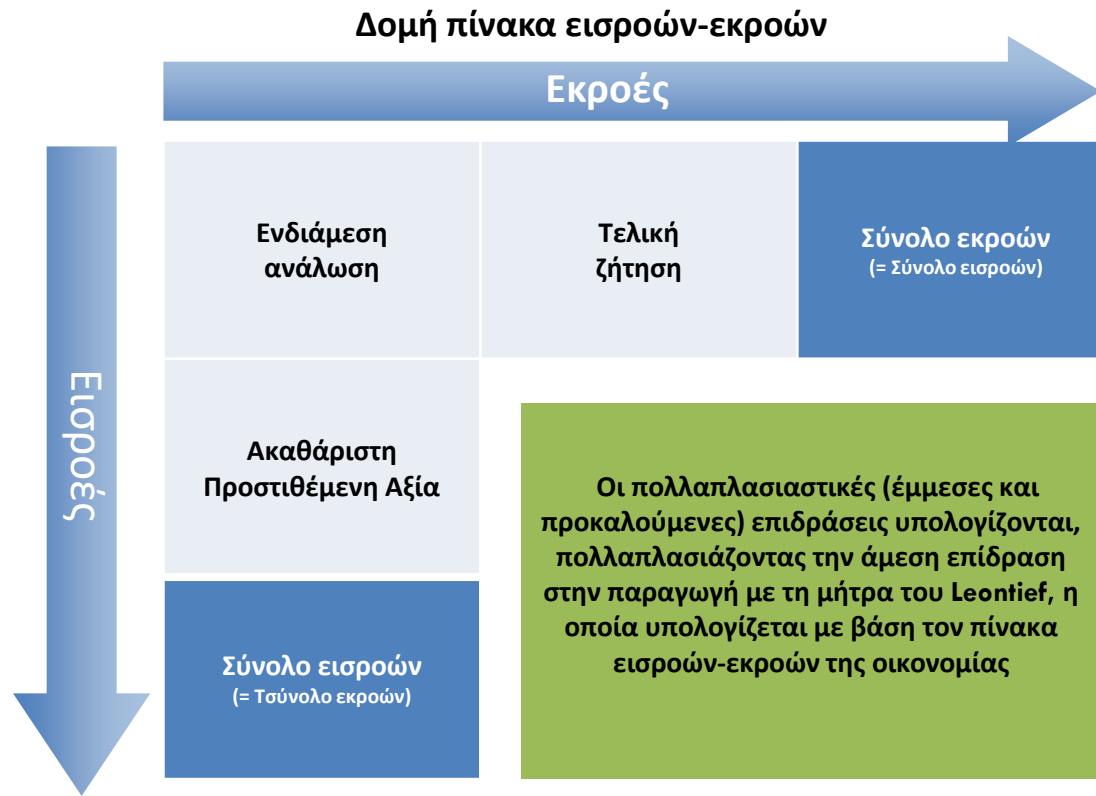 Δομή πίνακα εισροών-εκροών
Εκροές
Εισροές
Ενδιάμεση
ανάλωση
Τελική
ζήτηση
Σύνολο εκροών
(= Σύνολο εισροών)
Ακαθάριστη
Προστιθέμενη Αξία
Σύνολο εισροών
(= Τσύνολο εκροών)
Οι πολλαπλασιαστικές (έμμεσες και
προκαλούμενες) επιδράσεις υπολογίζονται,
πολλαπλασιάζοντας την άμεση επίδραση
στην παραγωγή με τη μήτρα του Leontief, η
οποία υπολογίζεται με βάση τον πίνακα
εισροών-εκροών της οικονομίας